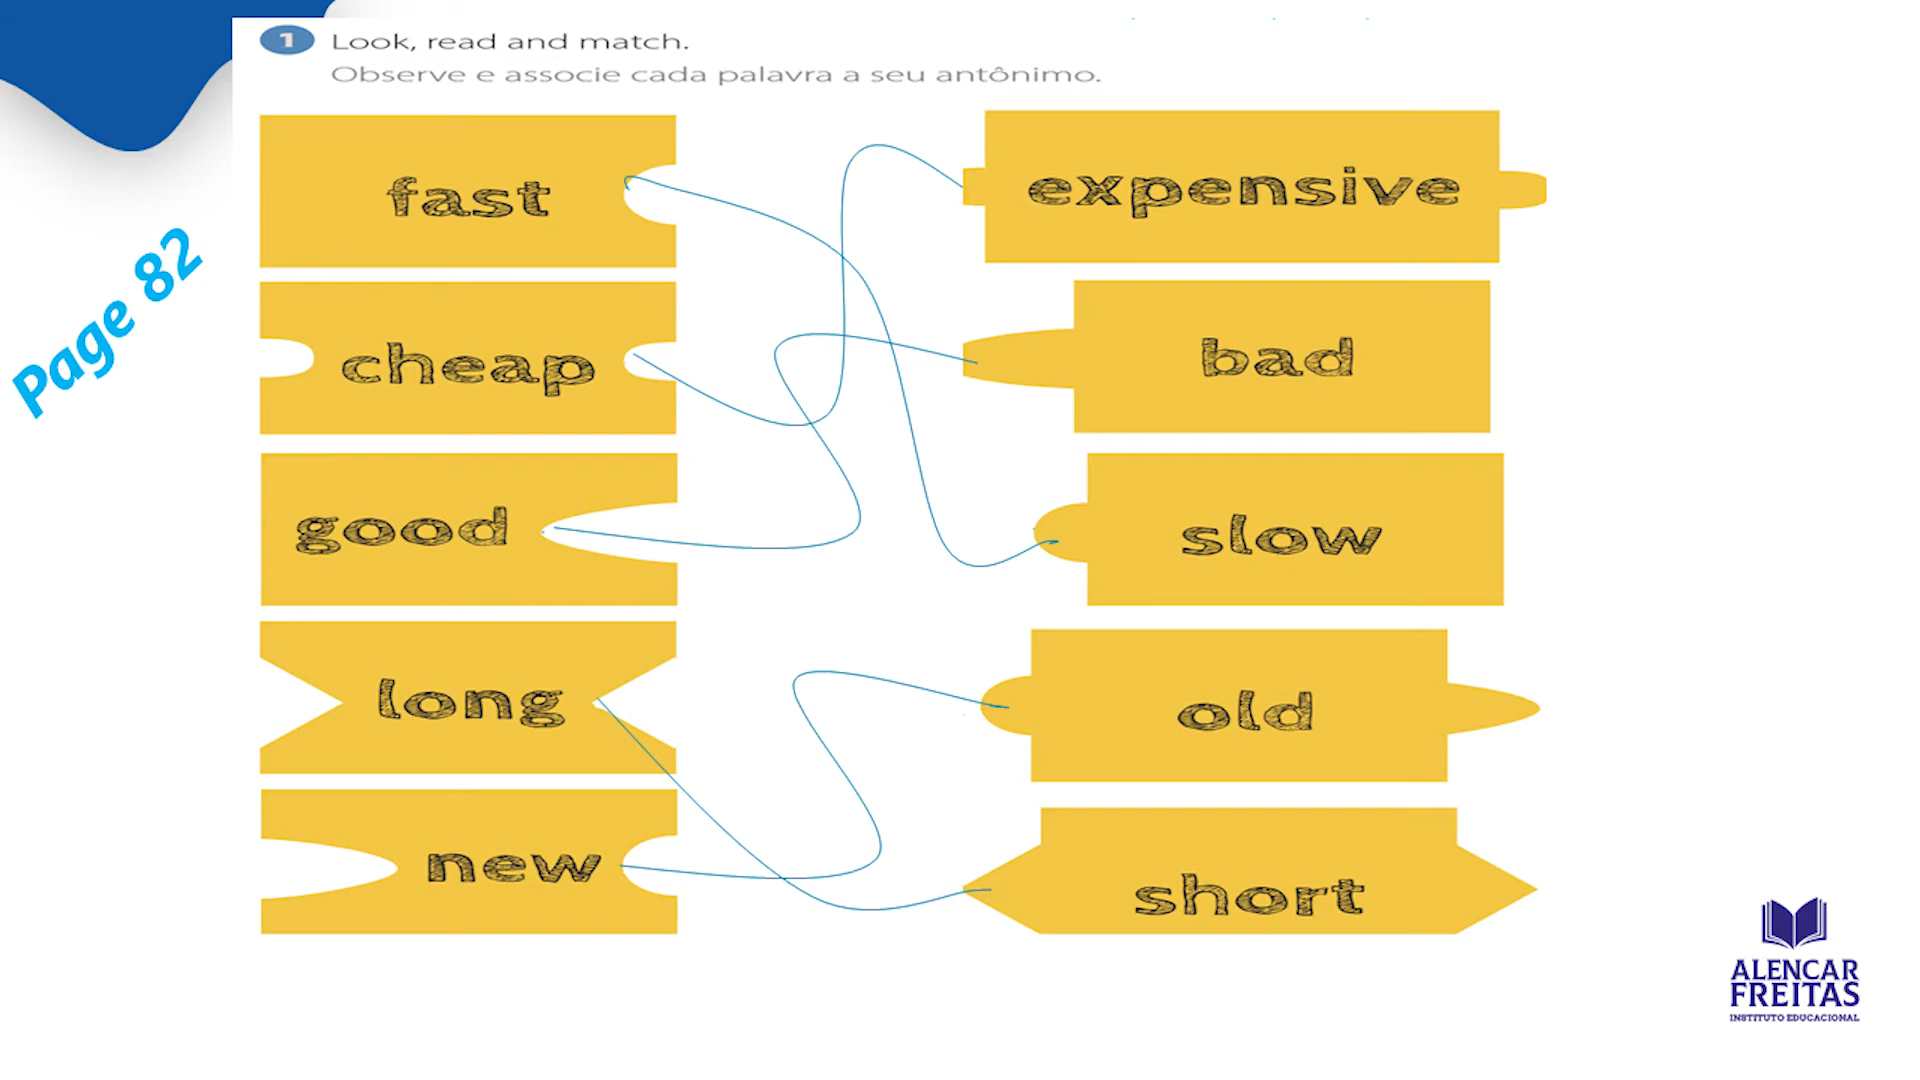 1 Look, read and match.
Observe e associe cada palavra a seu antônimo.
Page 82
fast
expensive
cheap
bad
good
slow
long
old
new
short
ALENCAR
FREITAS
INSTITUTO EDUCACIONAL